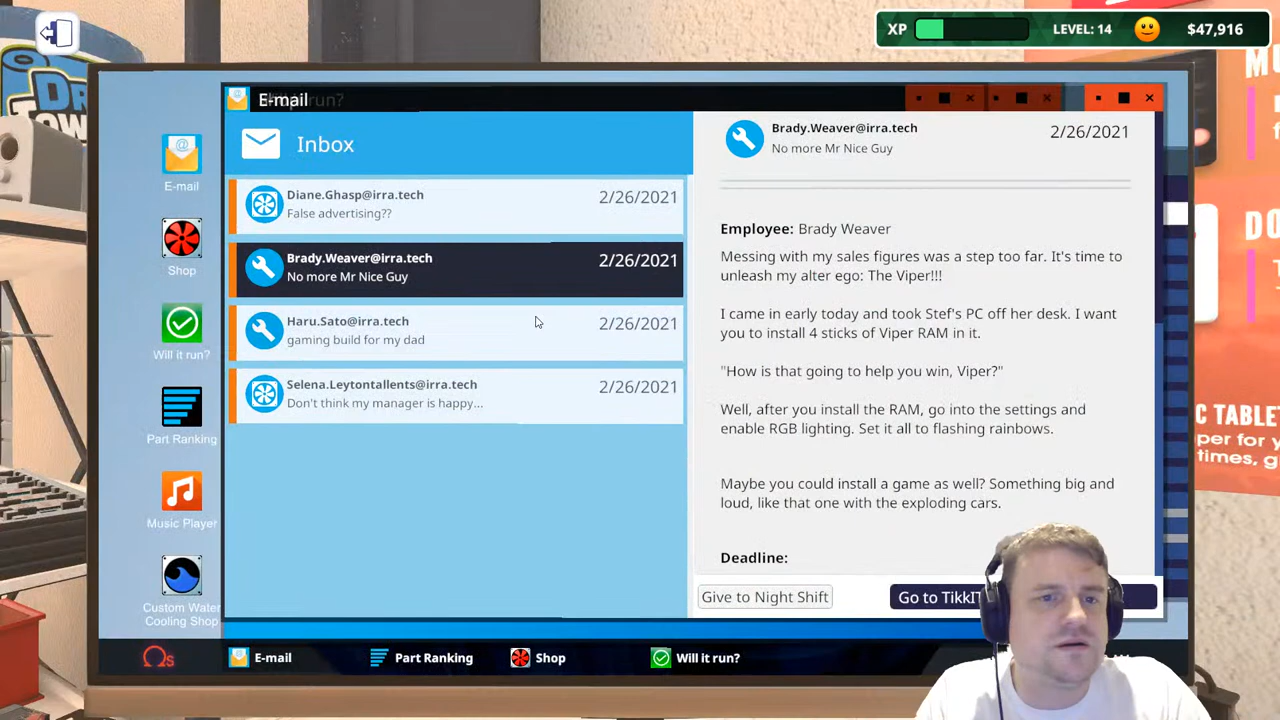 XP
LEVEL: 14
$47,916
E-mail
Inbox
Diane.Ghasp@irra.tech
False advertising??
2/26/2021
Brady.Weaver@irra.tech
No more Mr Nice Guy
2/26/2021
Haru.Sato@irra.tech
gaming build for my dad
2/26/2021
Selena.Leytontallents@irra.tech
Don't think my manager is happy...
2/26/2021
Brady.Weaver@irra.tech
No more Mr Nice Guy
2/26/2021
Employee: Brady Weaver
Messing with my sales figures was a step too far. It's time to
unleash my alter ego: The Viper!!!
I came in early today and took Stef's PC off her desk. I want
you to install 4 sticks of Viper RAM in it.
"How is that going to help you win, Viper?"
Well, after you install the RAM, go into the settings and
enable RGB lighting. Set it all to flashing rainbows.
Maybe you could install a game as well? Something big and
loud, like that one with the exploding cars.
Deadline:
Give to Night Shift
Go to TikkIT
E-mail
Shop
Will it run?
Part Ranking
Music Player
Custom Water
Cooling Shop
E-mail
Part Ranking
Shop
Will it run?